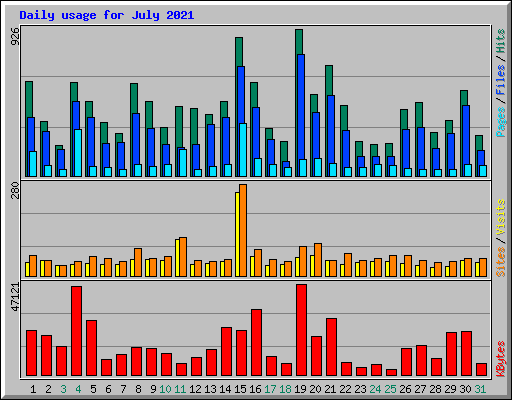 Daily usage for July 2021
926
Pages / Files / Hits
280
Sites / Visits
47121
KBytes
1 2 3 4 5 6 7 8 9 10 11 12 13 14 15 16 17 18 19 20 21 22 23 24 25 26 27 28 29 30 31